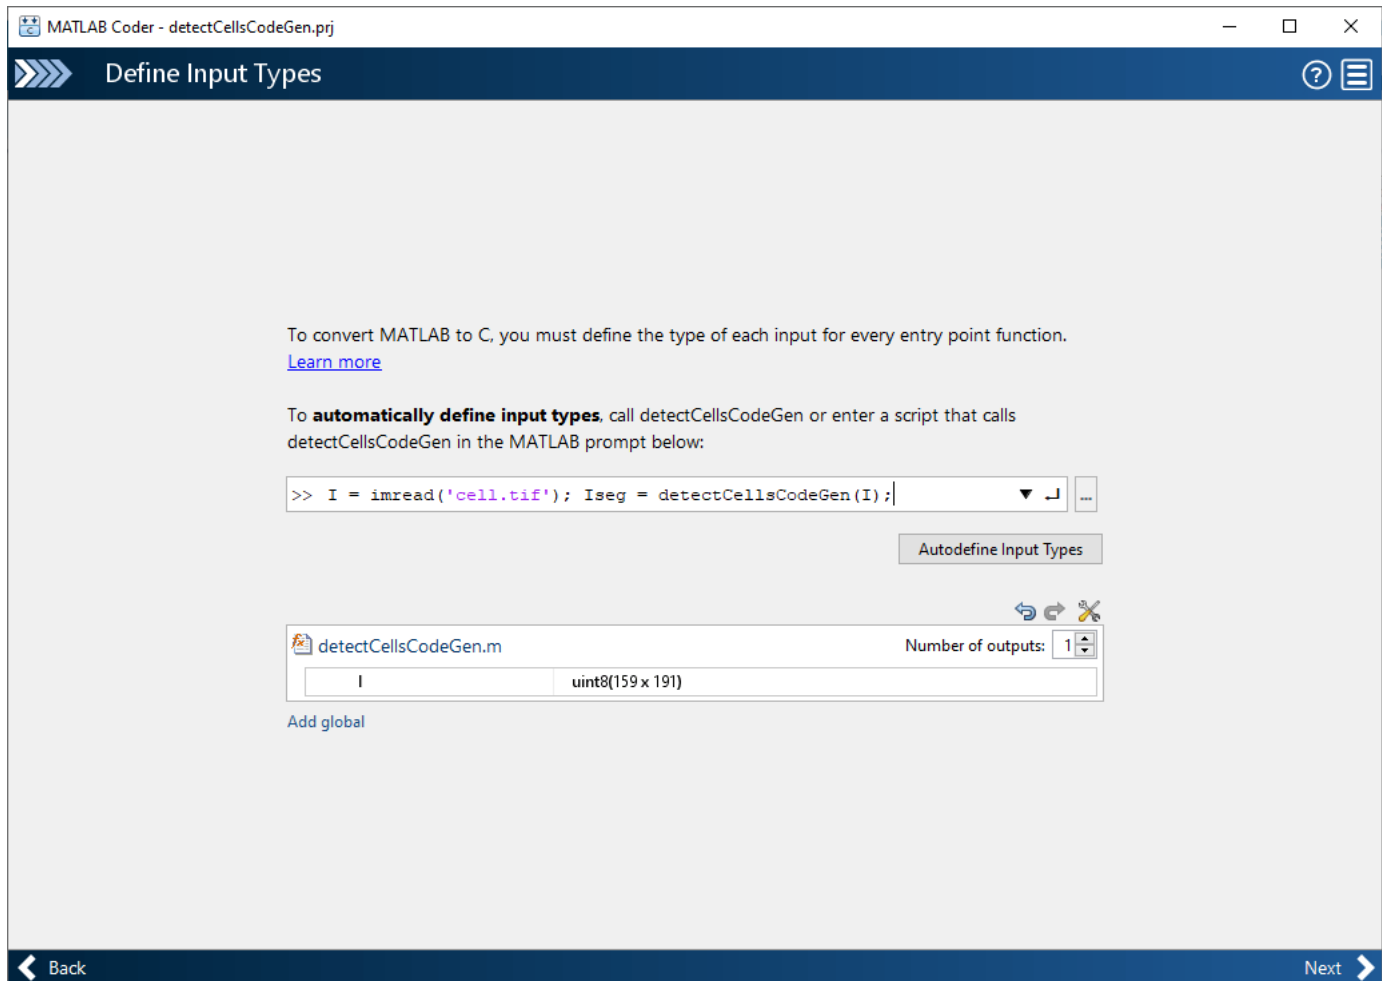 MATLAB Coder - detectCellsCodeGen.prj
Define Input Types
To convert MATLAB to C, you must define the type of each input for every entry point function.
Learn more
To automatically define input types, call detectCellsCodeGen or enter a script that calls
detectCellsCodeGen in the MATLAB prompt below:
>> I = imread('cell.tif'); Iseg = detectCellsCodeGen(I);
...
Autodefine Input Types
detectCellsCodeGen.m Number of outputs: 1
I uint8(159 x 191)
Add global
Back Next